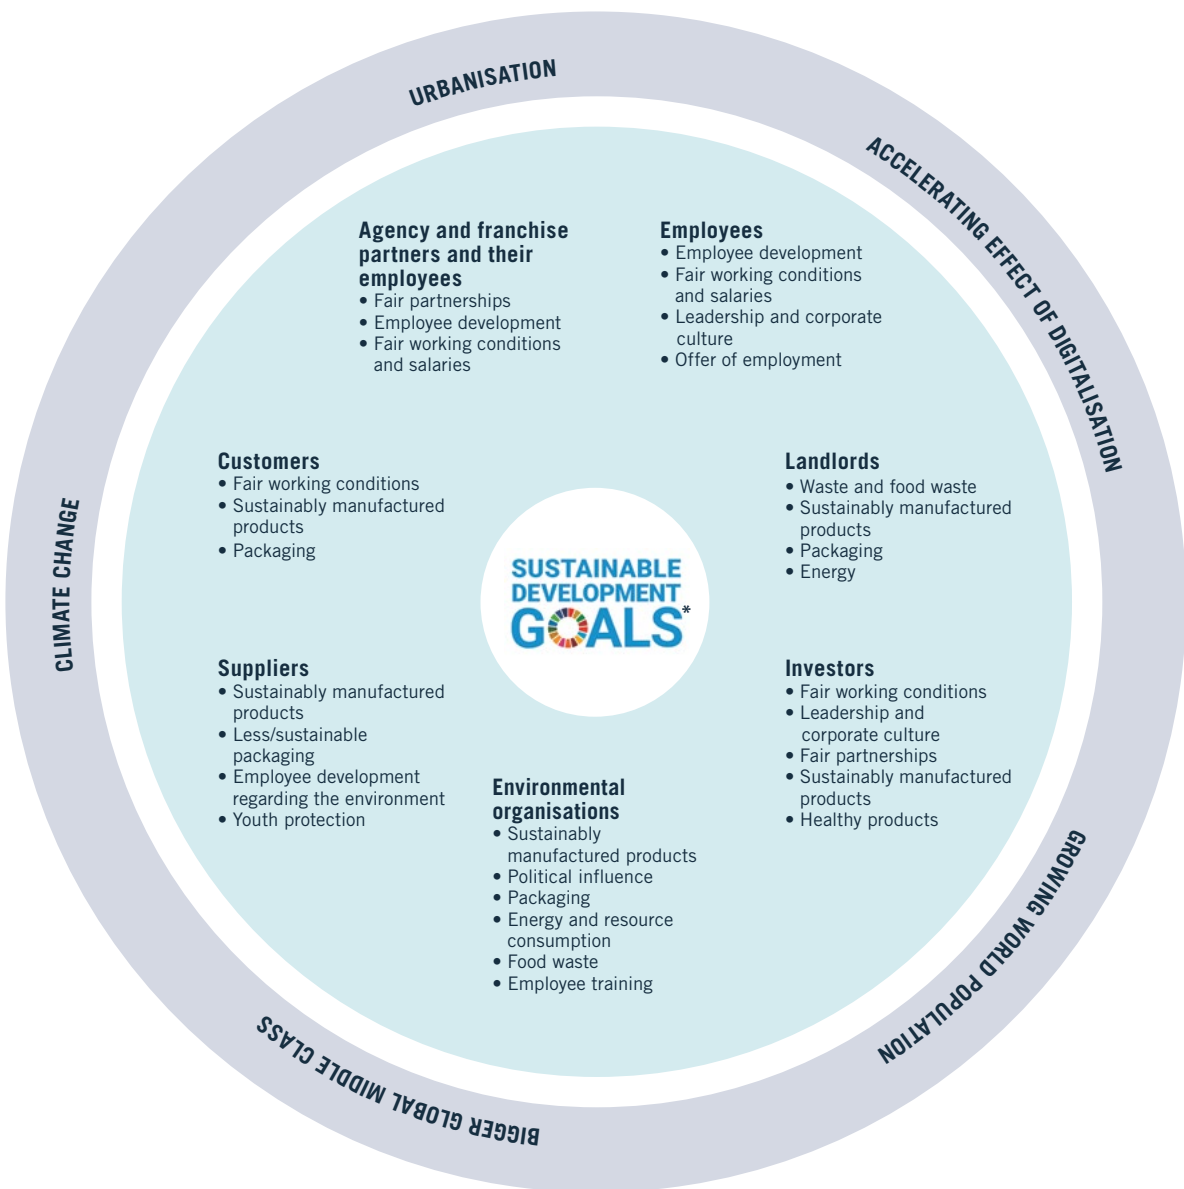 URBANISATION
ACCELERATING EFFECT OF DIGITALISATION
GROWING WORLD POPULATION
BIGGER GLOBAL MIDDLE CLASS
CLIMATE CHANGE
Agency and franchise
partners and their
employees
• Fair partnerships
• Employee development
• Fair working conditions
and salaries
Employees
• Employee development
• Fair working conditions
and salaries
• Leadership and corporate
culture
• Offer of employment
Customers
• Fair working conditions
• Sustainably manufactured
products
• Packaging
Landlords
• Waste and food waste
• Sustainably manufactured
products
• Packaging
• Energy
SUSTAINABLE
DEVELOPMENT
GOALS*
Suppliers
• Sustainably manufactured
products
• Less/sustainable
packaging
• Employee development
regarding the environment
• Youth protection
Investors
• Fair working conditions
• Leadership and
corporate culture
• Fair partnerships
• Sustainably manufactured
products
• Healthy products
Environmental
organisations
• Sustainably
manufactured products
• Political influence
• Packaging
• Energy and resource
consumption
• Food waste
• Employee training